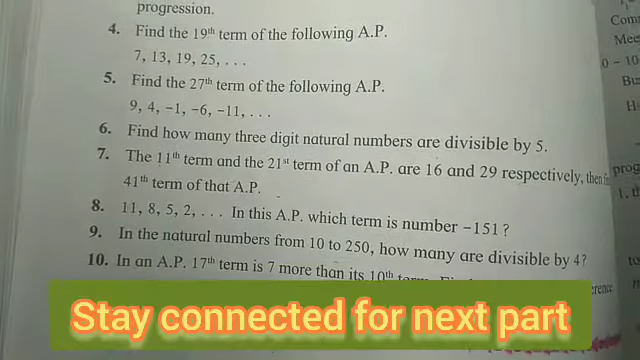 progression.
4. Find the 19th term of the following A.P.
7, 13, 19, 25, . . .
5. Find the 27th term of the following A.P.
9, 4, –1, –6, –11, . . .
6. Find how many three digit natural numbers are divisible by 5.
7. The 11th term and the 21st term of an A.P. are 16 and 29 respectively, then
41th term of that A.P.
8. 11, 8, 5, 2, . . . In this A.P. which term is number –151?
9. In the natural numbers from 10 to 250, how many are divisible by 4?
10. In an A.P. 17th term is 7 more than its 10th
Stay connected for next part
Mee
0 – 10
prog
1.